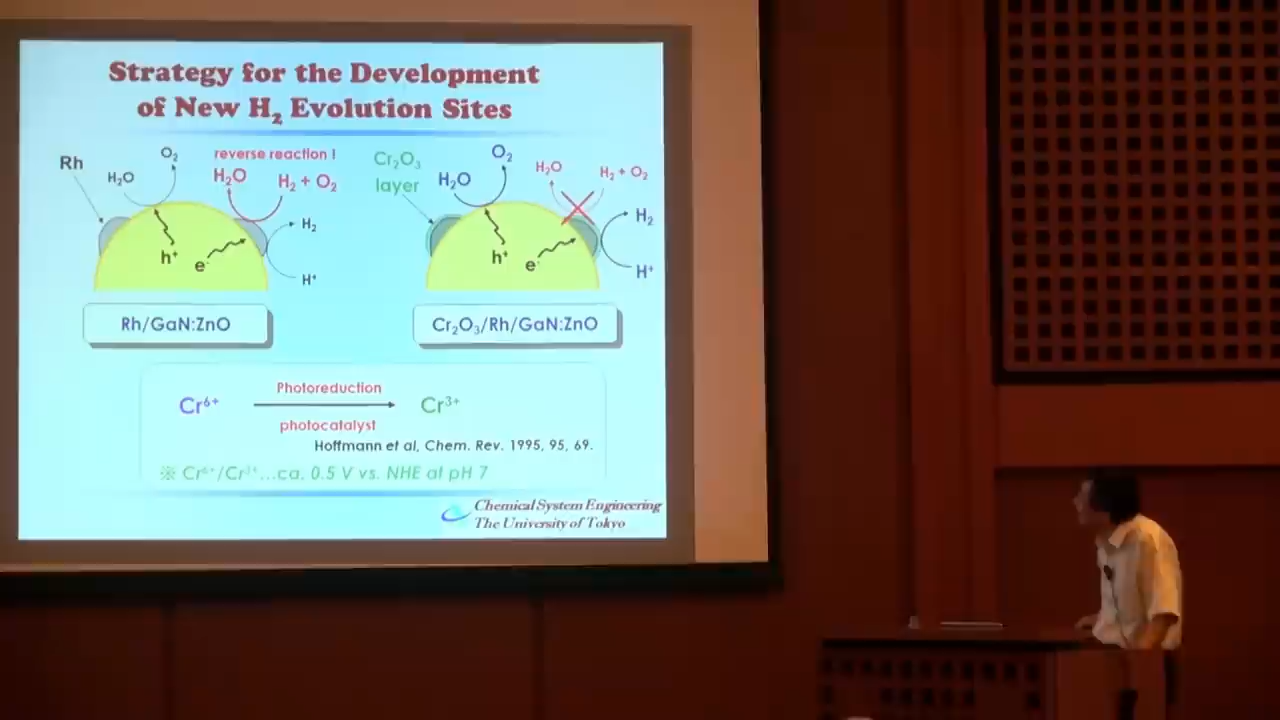 Strategy for the Development
of New H₂ Evolution Sites
Rh
H₂O
O₂
reverse reaction !
H₂O
H₂ + O₂
H₂
H⁺
h⁺
e⁻
Rh/GaN:ZnO
Cr₂O₃
layer
H₂O
O₂
H₂O
H₂ + O₂
H₂
H⁺
h⁺
e⁻
Cr₂O₃/Rh/GaN:ZnO
Cr⁶⁺
Photoreduction
photocatalyst
Cr³⁺
Hoffmann et al, Chem. Rev. 1995, 95, 69.
※ Cr⁶⁺/Cr³⁺...ca. 0.5 V vs. NHE at pH 7
Chemical System Engineering
The University of Tokyo